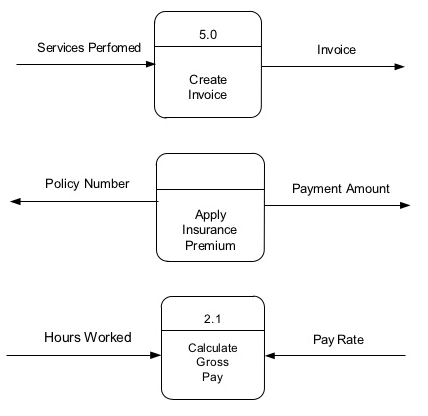 5.0
Services Perfomed
Invoice
Create
Invoice
Policy Number
Payment Amount
Apply
Insurance
Premium
2.1
Hours Worked
Pay Rate
Calculate
Gross
Pay